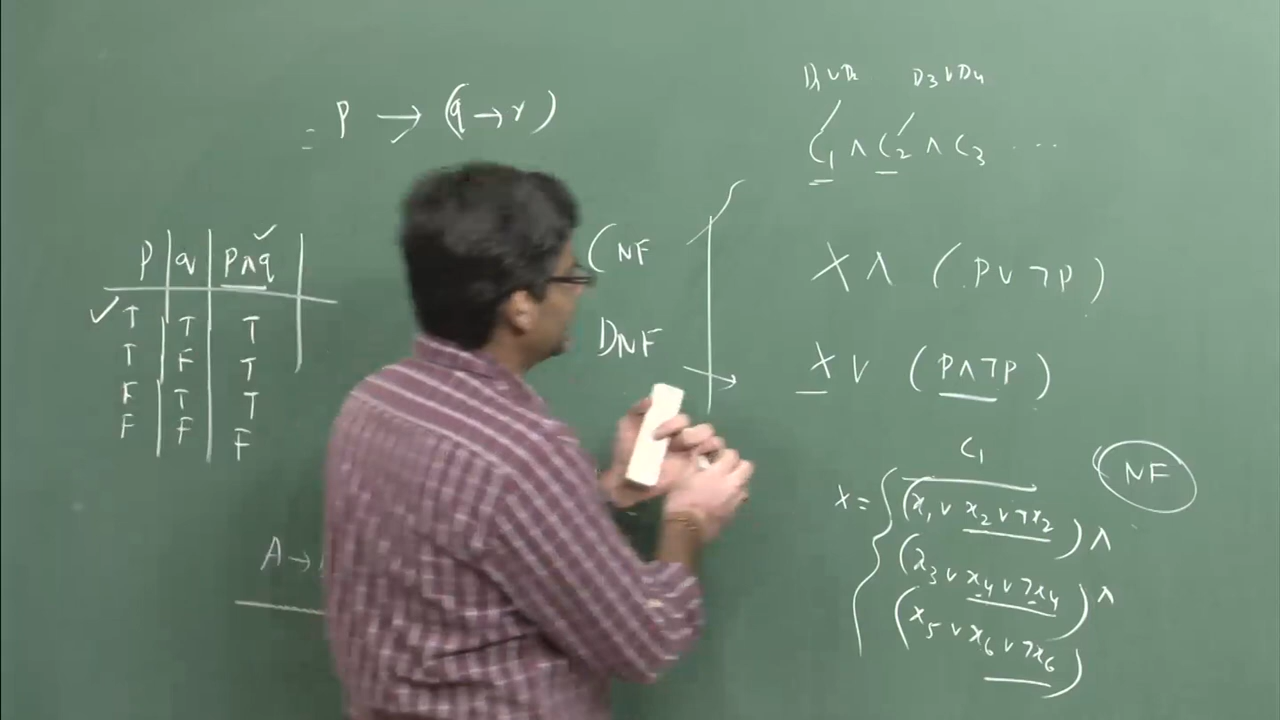 = P → (q → r)
P | q | P∧q
T T T
T F T
F T T
F F F
A →
CNF
DNF
D1 ∨ D2 D3 ∨ D4
C1 ∧ C2 ∧ C3 ....
X ∧ (P ∨ ¬P)
X ∨ (P∧¬P)
C1
NF
X = { (x1 ∨ x2 ∨ ¬x2) ∧
(x3 ∨ x4 ∨ ¬x4) ∧
(x5 ∨ x6 ∨ ¬x6)